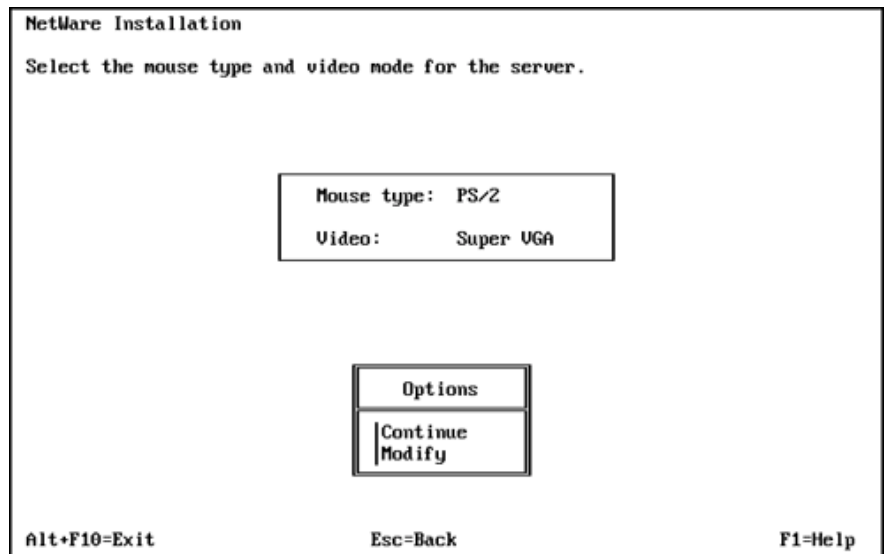 NetWare Installation
Select the mouse type and video mode for the server.
Mouse type: PS/2
Video: Super VGA
Options
Continue
Modify
Alt+F10=Exit Esc=Back F1=Help